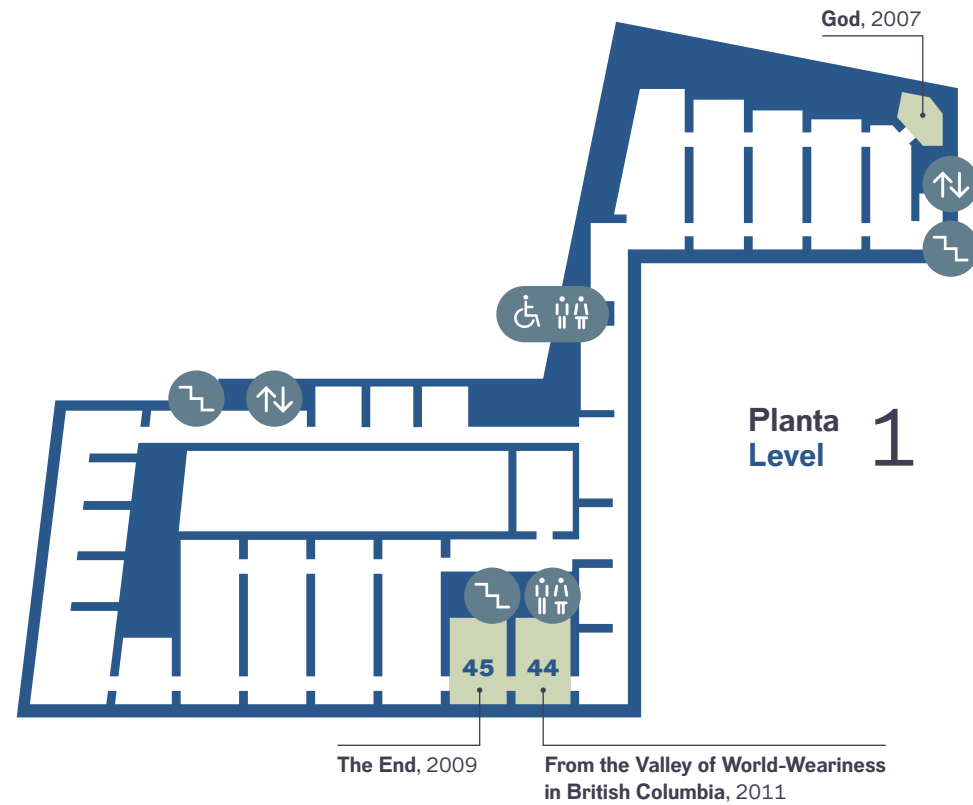 God, 2007
Planta
Level
1
45
44
The End, 2009
From the Valley of World-Weariness
in British Columbia, 2011